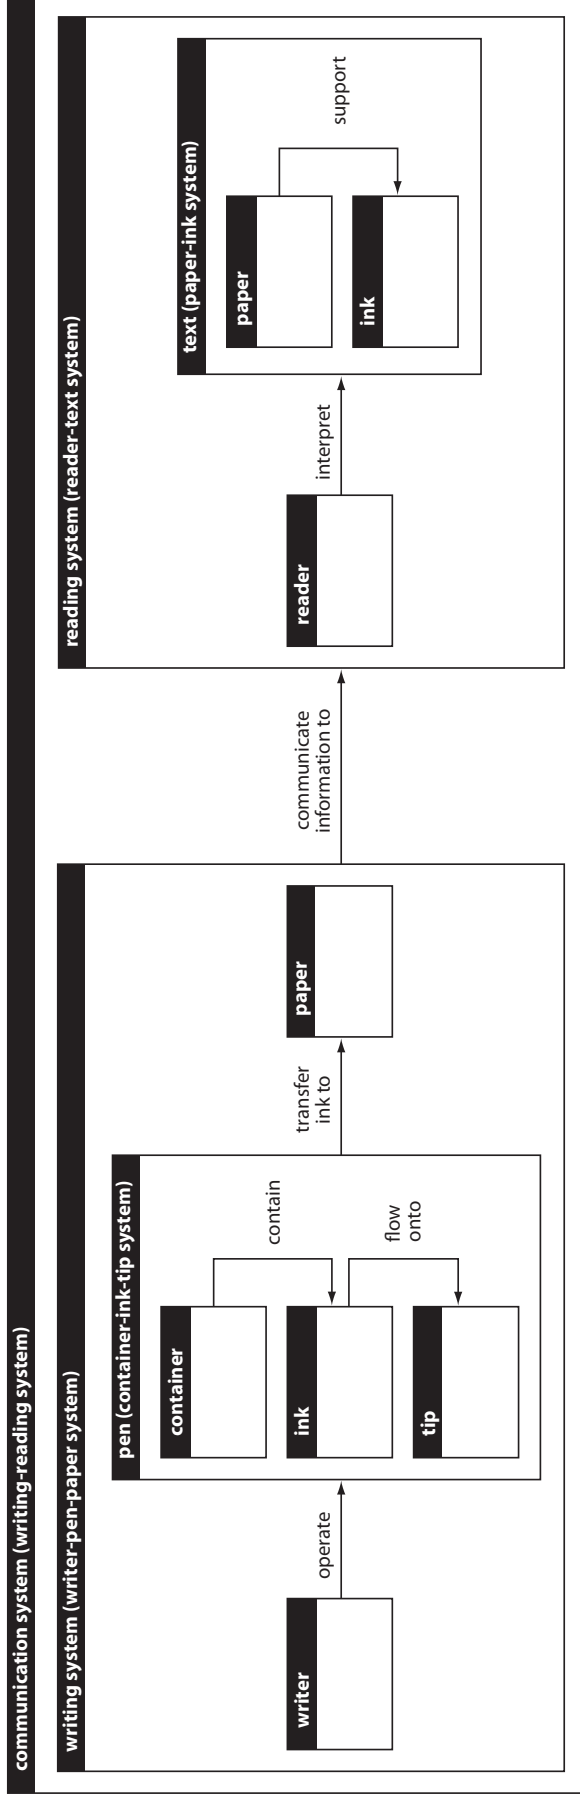 communication system (writing-reading system)
writing system (writer-pen-paper system)
writer
operate
pen (container-ink-tip system)
container
contain
ink
flow
onto
tip
transfer
ink to
paper
communicate
information to
reading system (reader-text system)
reader
interpret
text (paper-ink system)
paper
support
ink